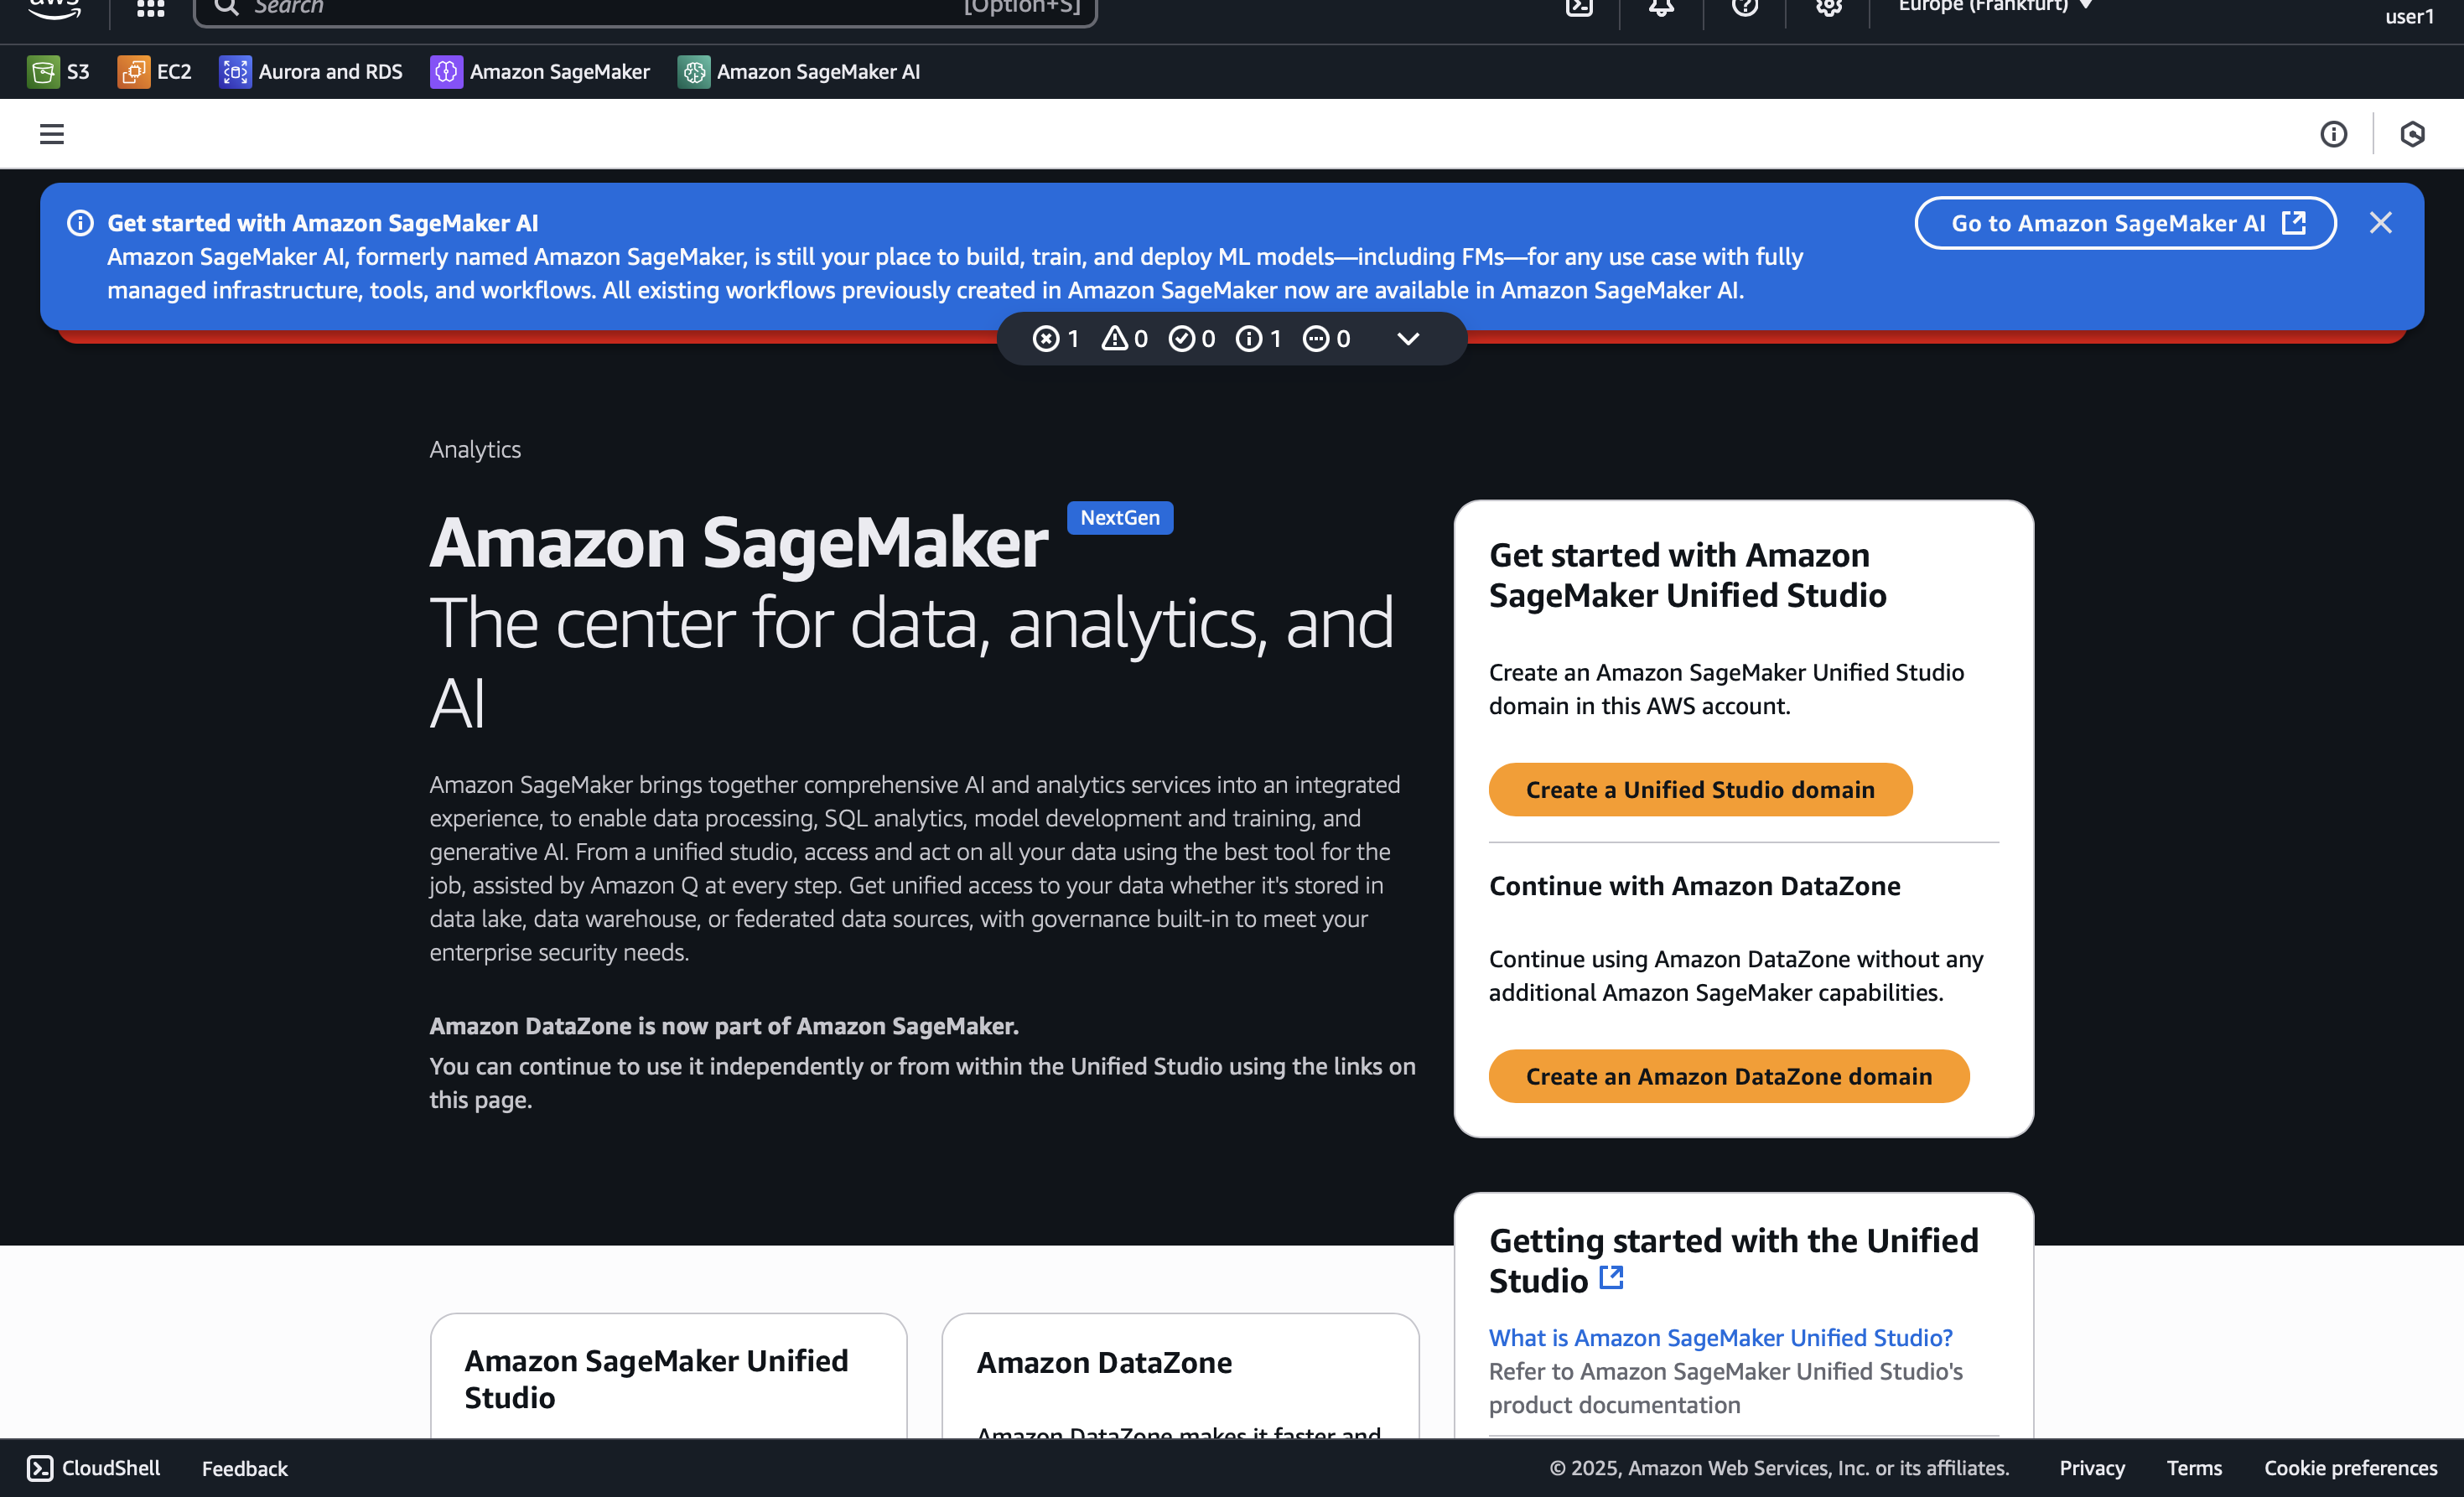 aws
Search
[Option+S]
Europe (Frankfurt)
user1
S3
EC2
Aurora and RDS
Amazon SageMaker
Amazon SageMaker AI
Get started with Amazon SageMaker AI
Amazon SageMaker AI, formerly named Amazon SageMaker, is still your place to build, train, and deploy ML models—including FMs—for any use case with fully
managed infrastructure, tools, and workflows. All existing workflows previously created in Amazon SageMaker now are available in Amazon SageMaker AI.
Go to Amazon SageMaker AI
1 0 0 1 0
Analytics
Amazon SageMaker NextGen
The center for data, analytics, and
AI
Amazon SageMaker brings together comprehensive AI and analytics services into an integrated
experience, to enable data processing, SQL analytics, model development and training, and
generative AI. From a unified studio, access and act on all your data using the best tool for the
job, assisted by Amazon Q at every step. Get unified access to your data whether it's stored in
data lake, data warehouse, or federated data sources, with governance built-in to meet your
enterprise security needs.
Amazon DataZone is now part of Amazon SageMaker.
You can continue to use it independently or from within the Unified Studio using the links on
this page.
Get started with Amazon
SageMaker Unified Studio
Create an Amazon SageMaker Unified Studio
domain in this AWS account.
Create a Unified Studio domain
Continue with Amazon DataZone
Continue using Amazon DataZone without any
additional Amazon SageMaker capabilities.
Create an Amazon DataZone domain
Getting started with the Unified
Studio
What is Amazon SageMaker Unified Studio?
Refer to Amazon SageMaker Unified Studio's
product documentation
Amazon SageMaker Unified
Studio
Amazon DataZone
Amazon DataZone makes it faster and
CloudShell
Feedback
© 2025, Amazon Web Services, Inc. or its affiliates.
Privacy
Terms
Cookie preferences